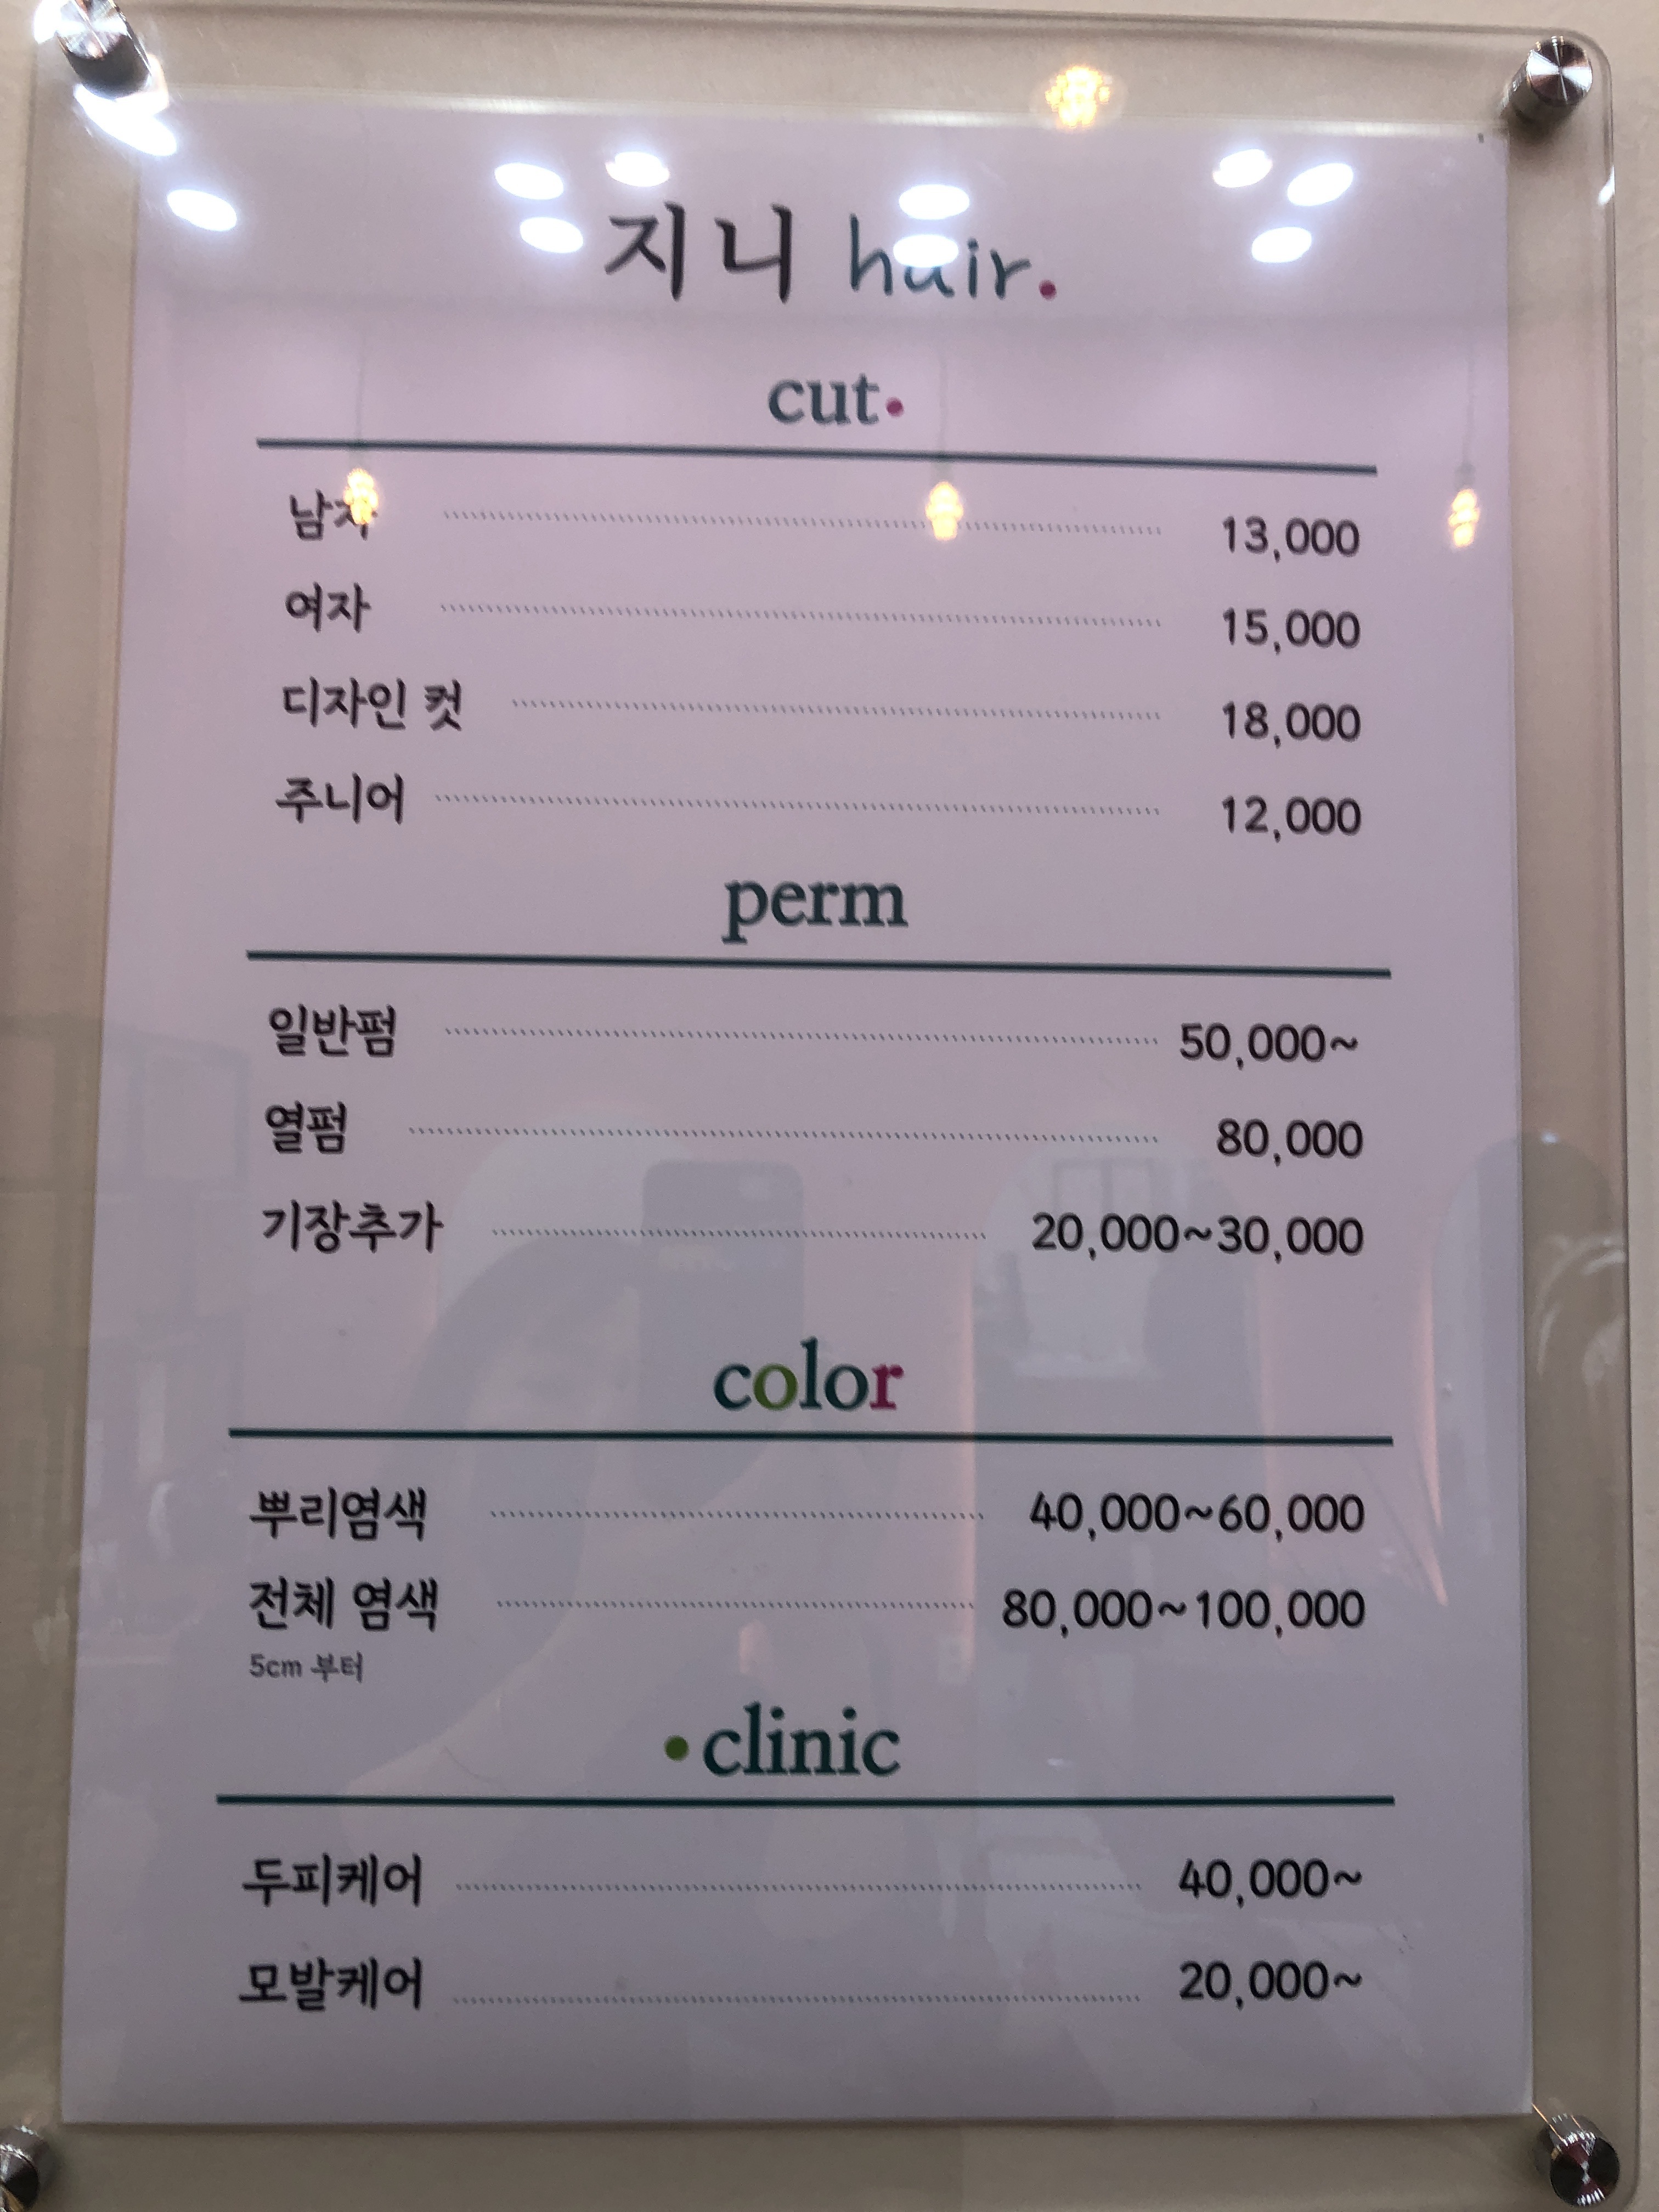 지니 hair.
cut.
남자 13,000
여자 15,000
디자인 컷 18,000
주니어 12,000
perm
일반펌 50,000~
열펌 80,000
기장추가 20,000~30,000
color
뿌리염색 40,000~60,000
전체 염색 80,000~100,000
5cm 부터
•clinic
두피케어 40,000~
모발케어 20,000~